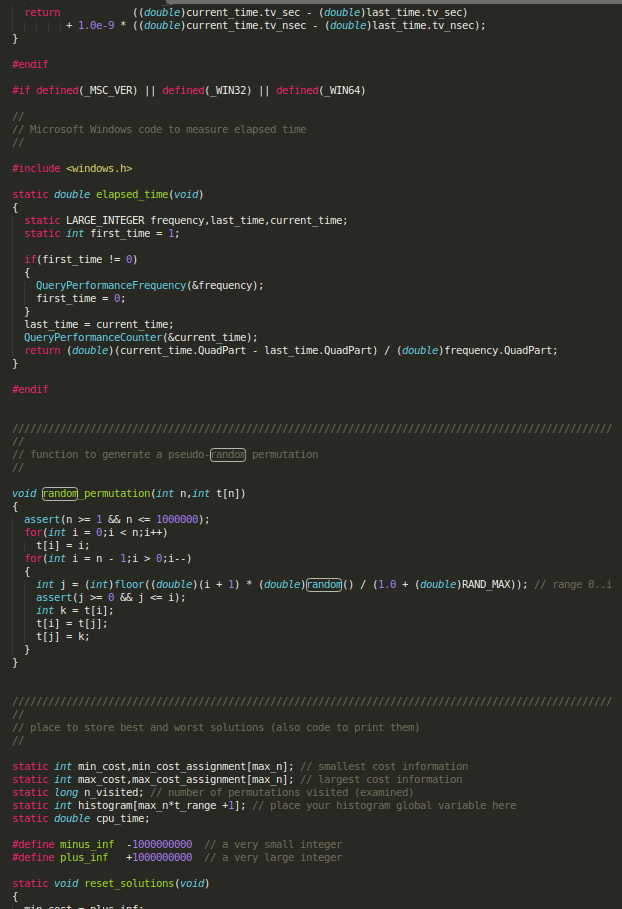 return ((double)current_time.tv_sec - (double)last_time.tv_sec)
+ 1.0e-9 * ((double)current_time.tv_nsec - (double)last_time.tv_nsec);
}
#endif
#if defined(_MSC_VER) || defined(_WIN32) || defined(_WIN64)
//
// Microsoft Windows code to measure elapsed time
//
#include <windows.h>
static double elapsed_time(void)
{
static LARGE_INTEGER frequency,last_time,current_time;
static int first_time = 1;
if(first_time != 0)
{
QueryPerformanceFrequency(&frequency);
first_time = 0;
}
last_time = current_time;
QueryPerformanceCounter(&current_time);
return (double)(current_time.QuadPart - last_time.QuadPart) / (double)frequency.QuadPart;
}
#endif
////////////////////////////////////////////////////////////////////////////////////////////////////
//
// function to generate a pseudo-random permutation
//
void random_permutation(int n,int t[n])
{
assert(n >= 1 && n <= 1000000);
for(int i = 0;i < n;i++)
t[i] = i;
for(int i = n - 1;i > 0;i--)
{
int j = (int)floor((double)(i + 1) * (double)random() / (1.0 + (double)RAND_MAX)); // range 0..i
assert(j >= 0 && j <= i);
int k = t[i];
t[i] = t[j];
t[j] = k;
}
}
////////////////////////////////////////////////////////////////////////////////////////////////////
//
// place to store best and worst solutions (also code to print them)
//
static int min_cost,min_cost_assignment[max_n]; // smallest cost information
static int max_cost,max_cost_assignment[max_n]; // largest cost information
static long n_visited; // number of permutations visited (examined)
static int histogram[max_n*t_range +1]; // place your histogram global variable here
static double cpu_time;
#define minus_inf -1000000000 // a very small integer
#define plus_inf +1000000000 // a very large integer
static void reset_solutions(void)
{
min_cost = plus_inf;